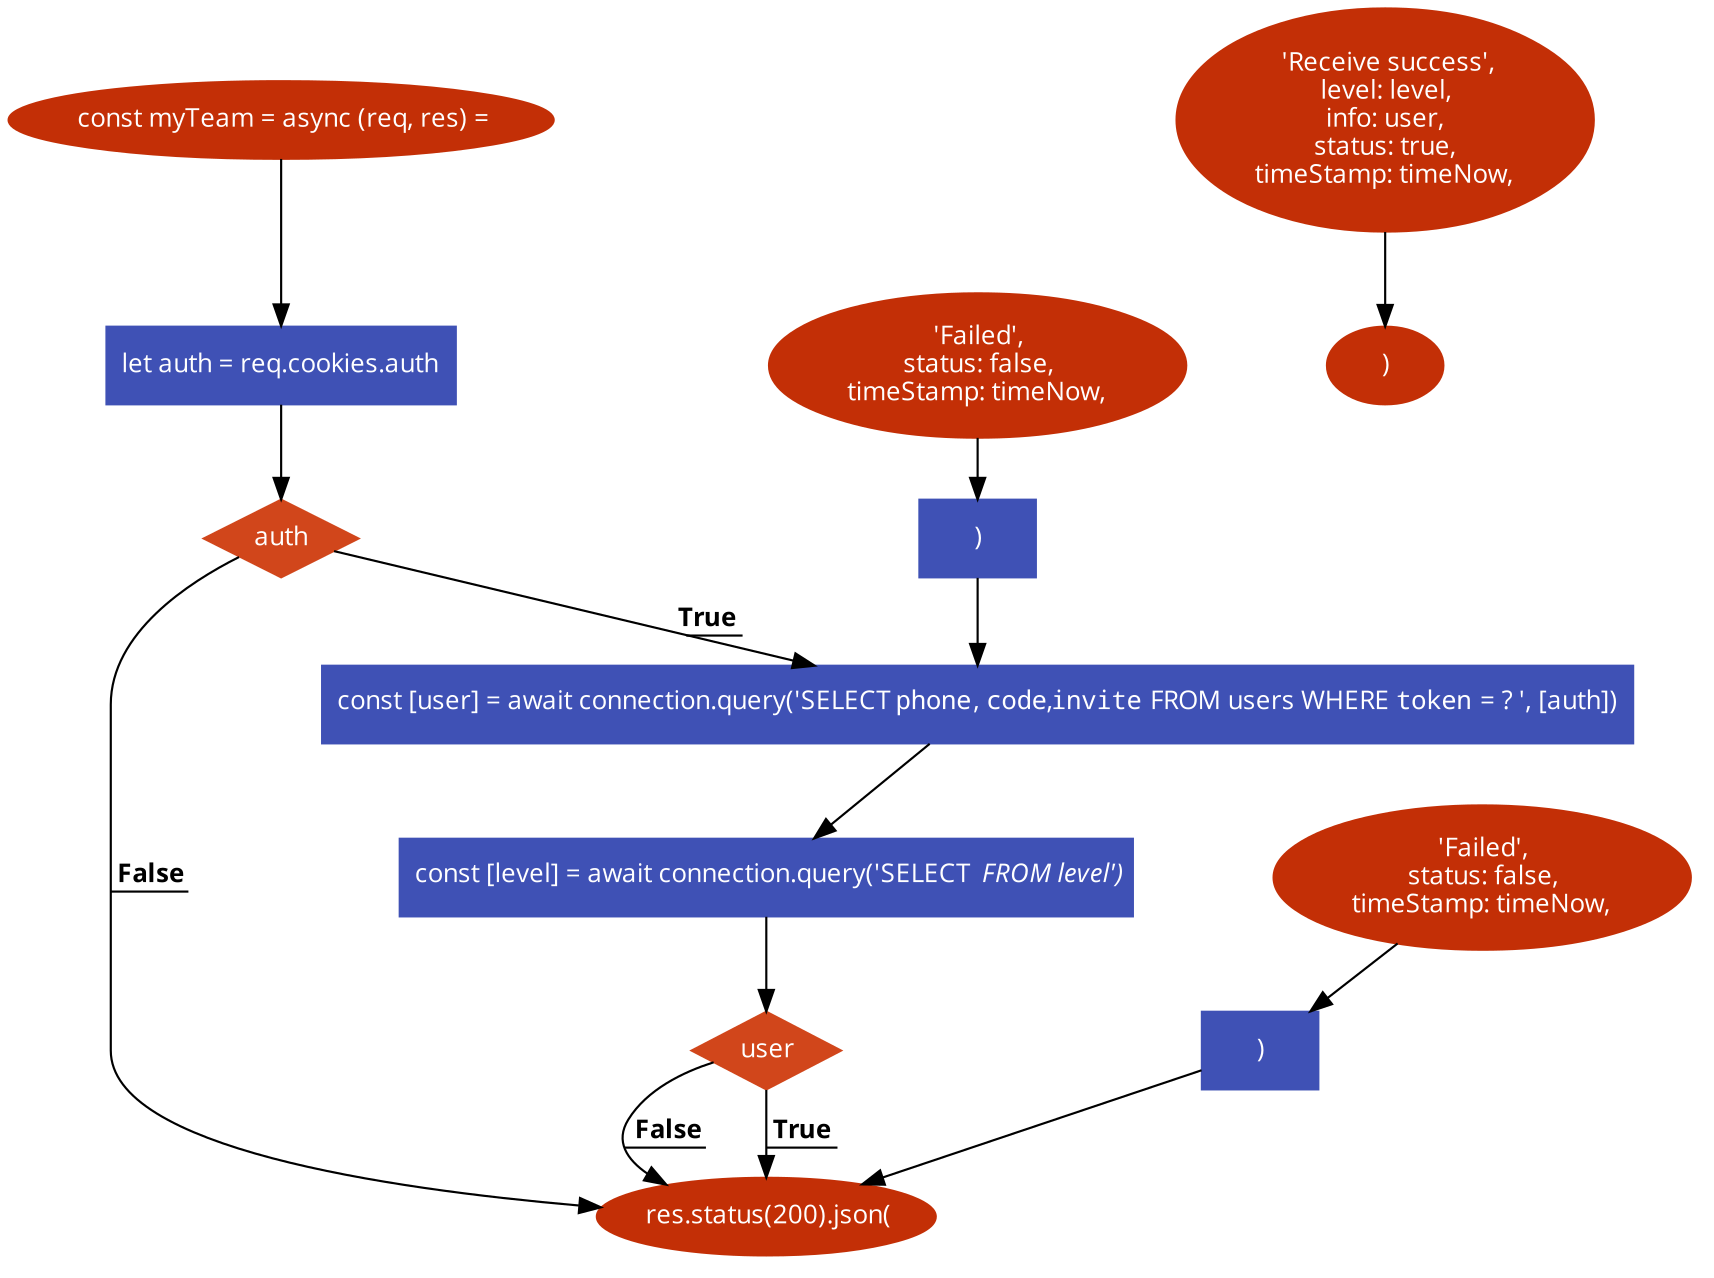 'Receive success',
level: level,
info: user,
status: true,
timeStamp: timeNow,
const myTeam = async (req, res) =
'Failed',
status: false,
timeStamp: timeNow,
let auth = req.cookies.auth
)
auth
)
True
const [user] = await connection.query('SELECT phone, code,invite FROM users WHERE token = ? ', [auth])
'Failed',
status: false,
timeStamp: timeNow,
False
const [level] = await connection.query('SELECT FROM level')
user
)
False
True
res.status(200).json(